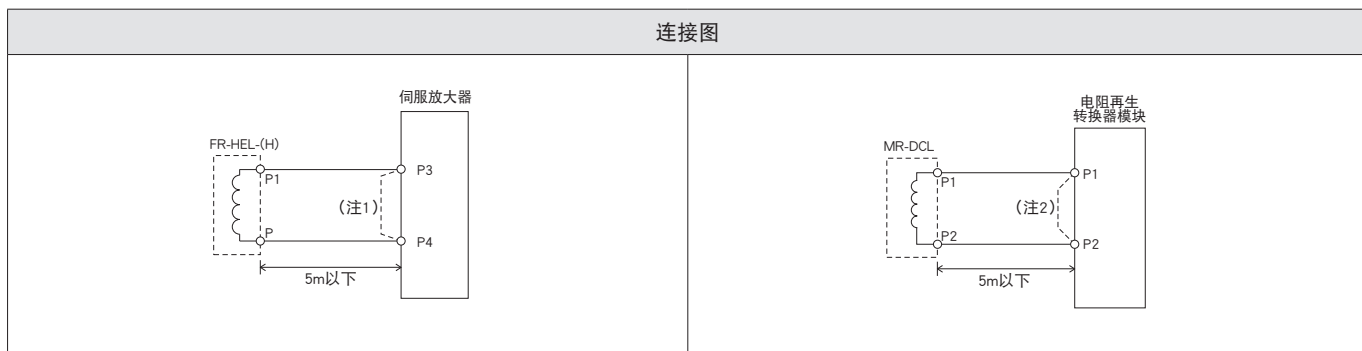 连接图
伺服放大器
FR-HEL-(H)
P1
P3
（注1）
P
P4
5m以下
电阻再生
转换器模块
MR-DCL
P1
P1
（注2）
P2
P2
5m以下